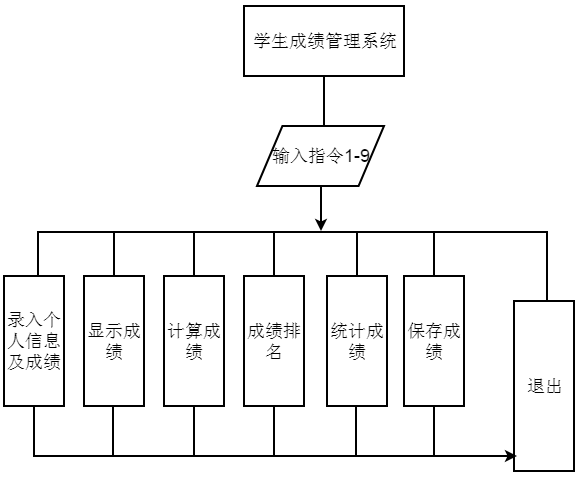 学生成绩管理系统
输入指令1-9
录入个
人信息
及成绩
显示成
绩
计算成
绩
成绩排
名
统计成
绩
保存成
绩
退出